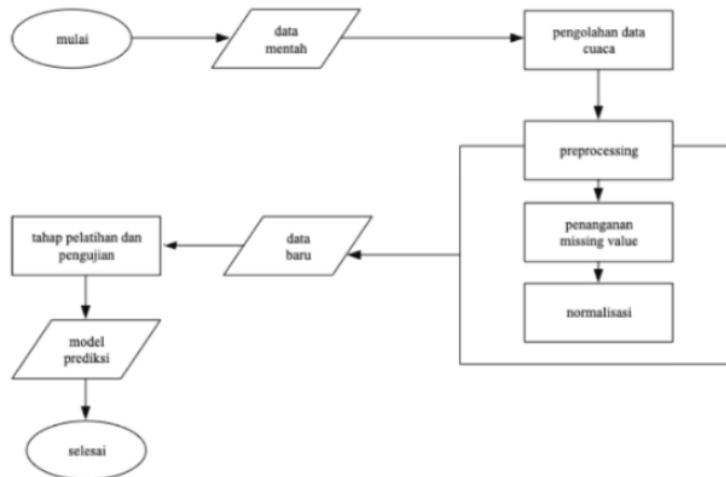 mulai
data
mentah
pengolahan data
cuaca
preprocessing
penanganan
missing value
normalisasi
data
baru
tahap pelatihan dan
pengujian
model
prediksi
selesai